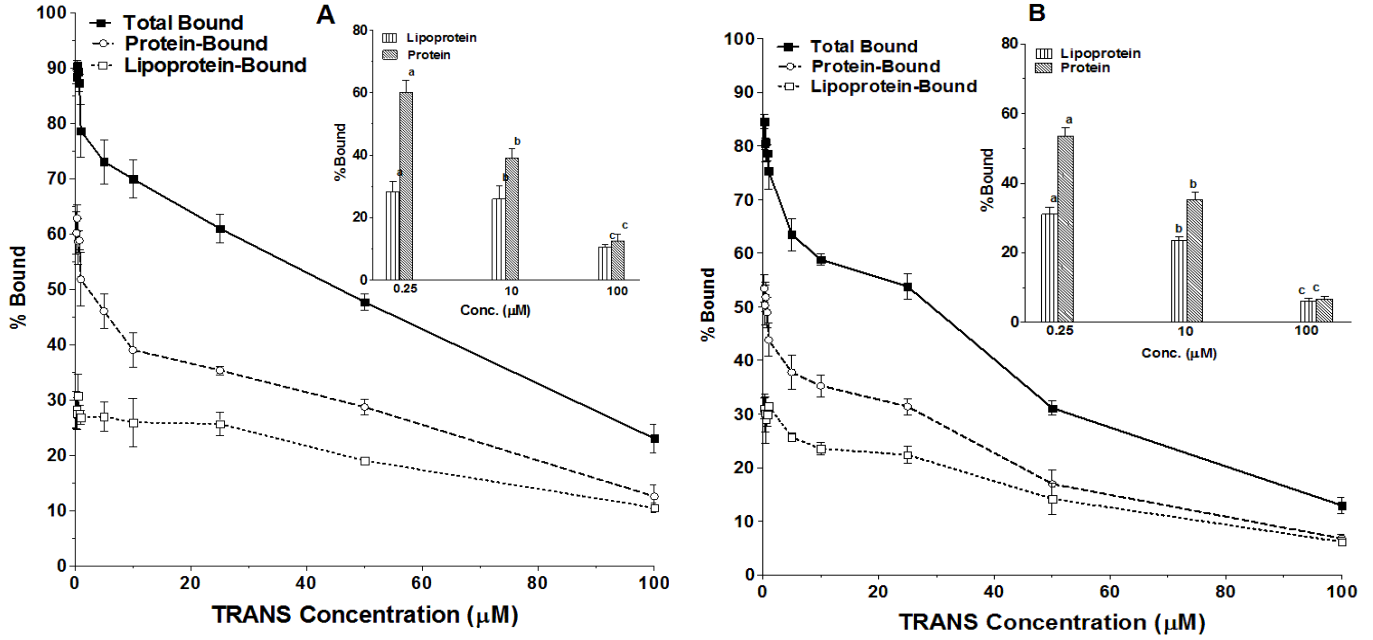 A
Total Bound
Protein-Bound
Lipoprotein-Bound
% Bound
90
80
70
60
50
40
30
20
10
0
0 20 40 60 80 100
TRANS Concentration (μM)
Lipoprotein
Protein
%Bound
80
60
40
20
0
a
a
b
b
c
c
0.25 10 100
Conc. (μM)
B
Total Bound
Protein-Bound
Lipoprotein-Bound
% Bound
100
90
80
70
60
50
40
30
20
10
0
0 20 40 60 80 100
TRANS Concentration (μM)
Lipoprotein
Protein
%Bound
80
60
40
20
0
a
a
b
b
c
c
0.25 10 100
Conc. (μM)